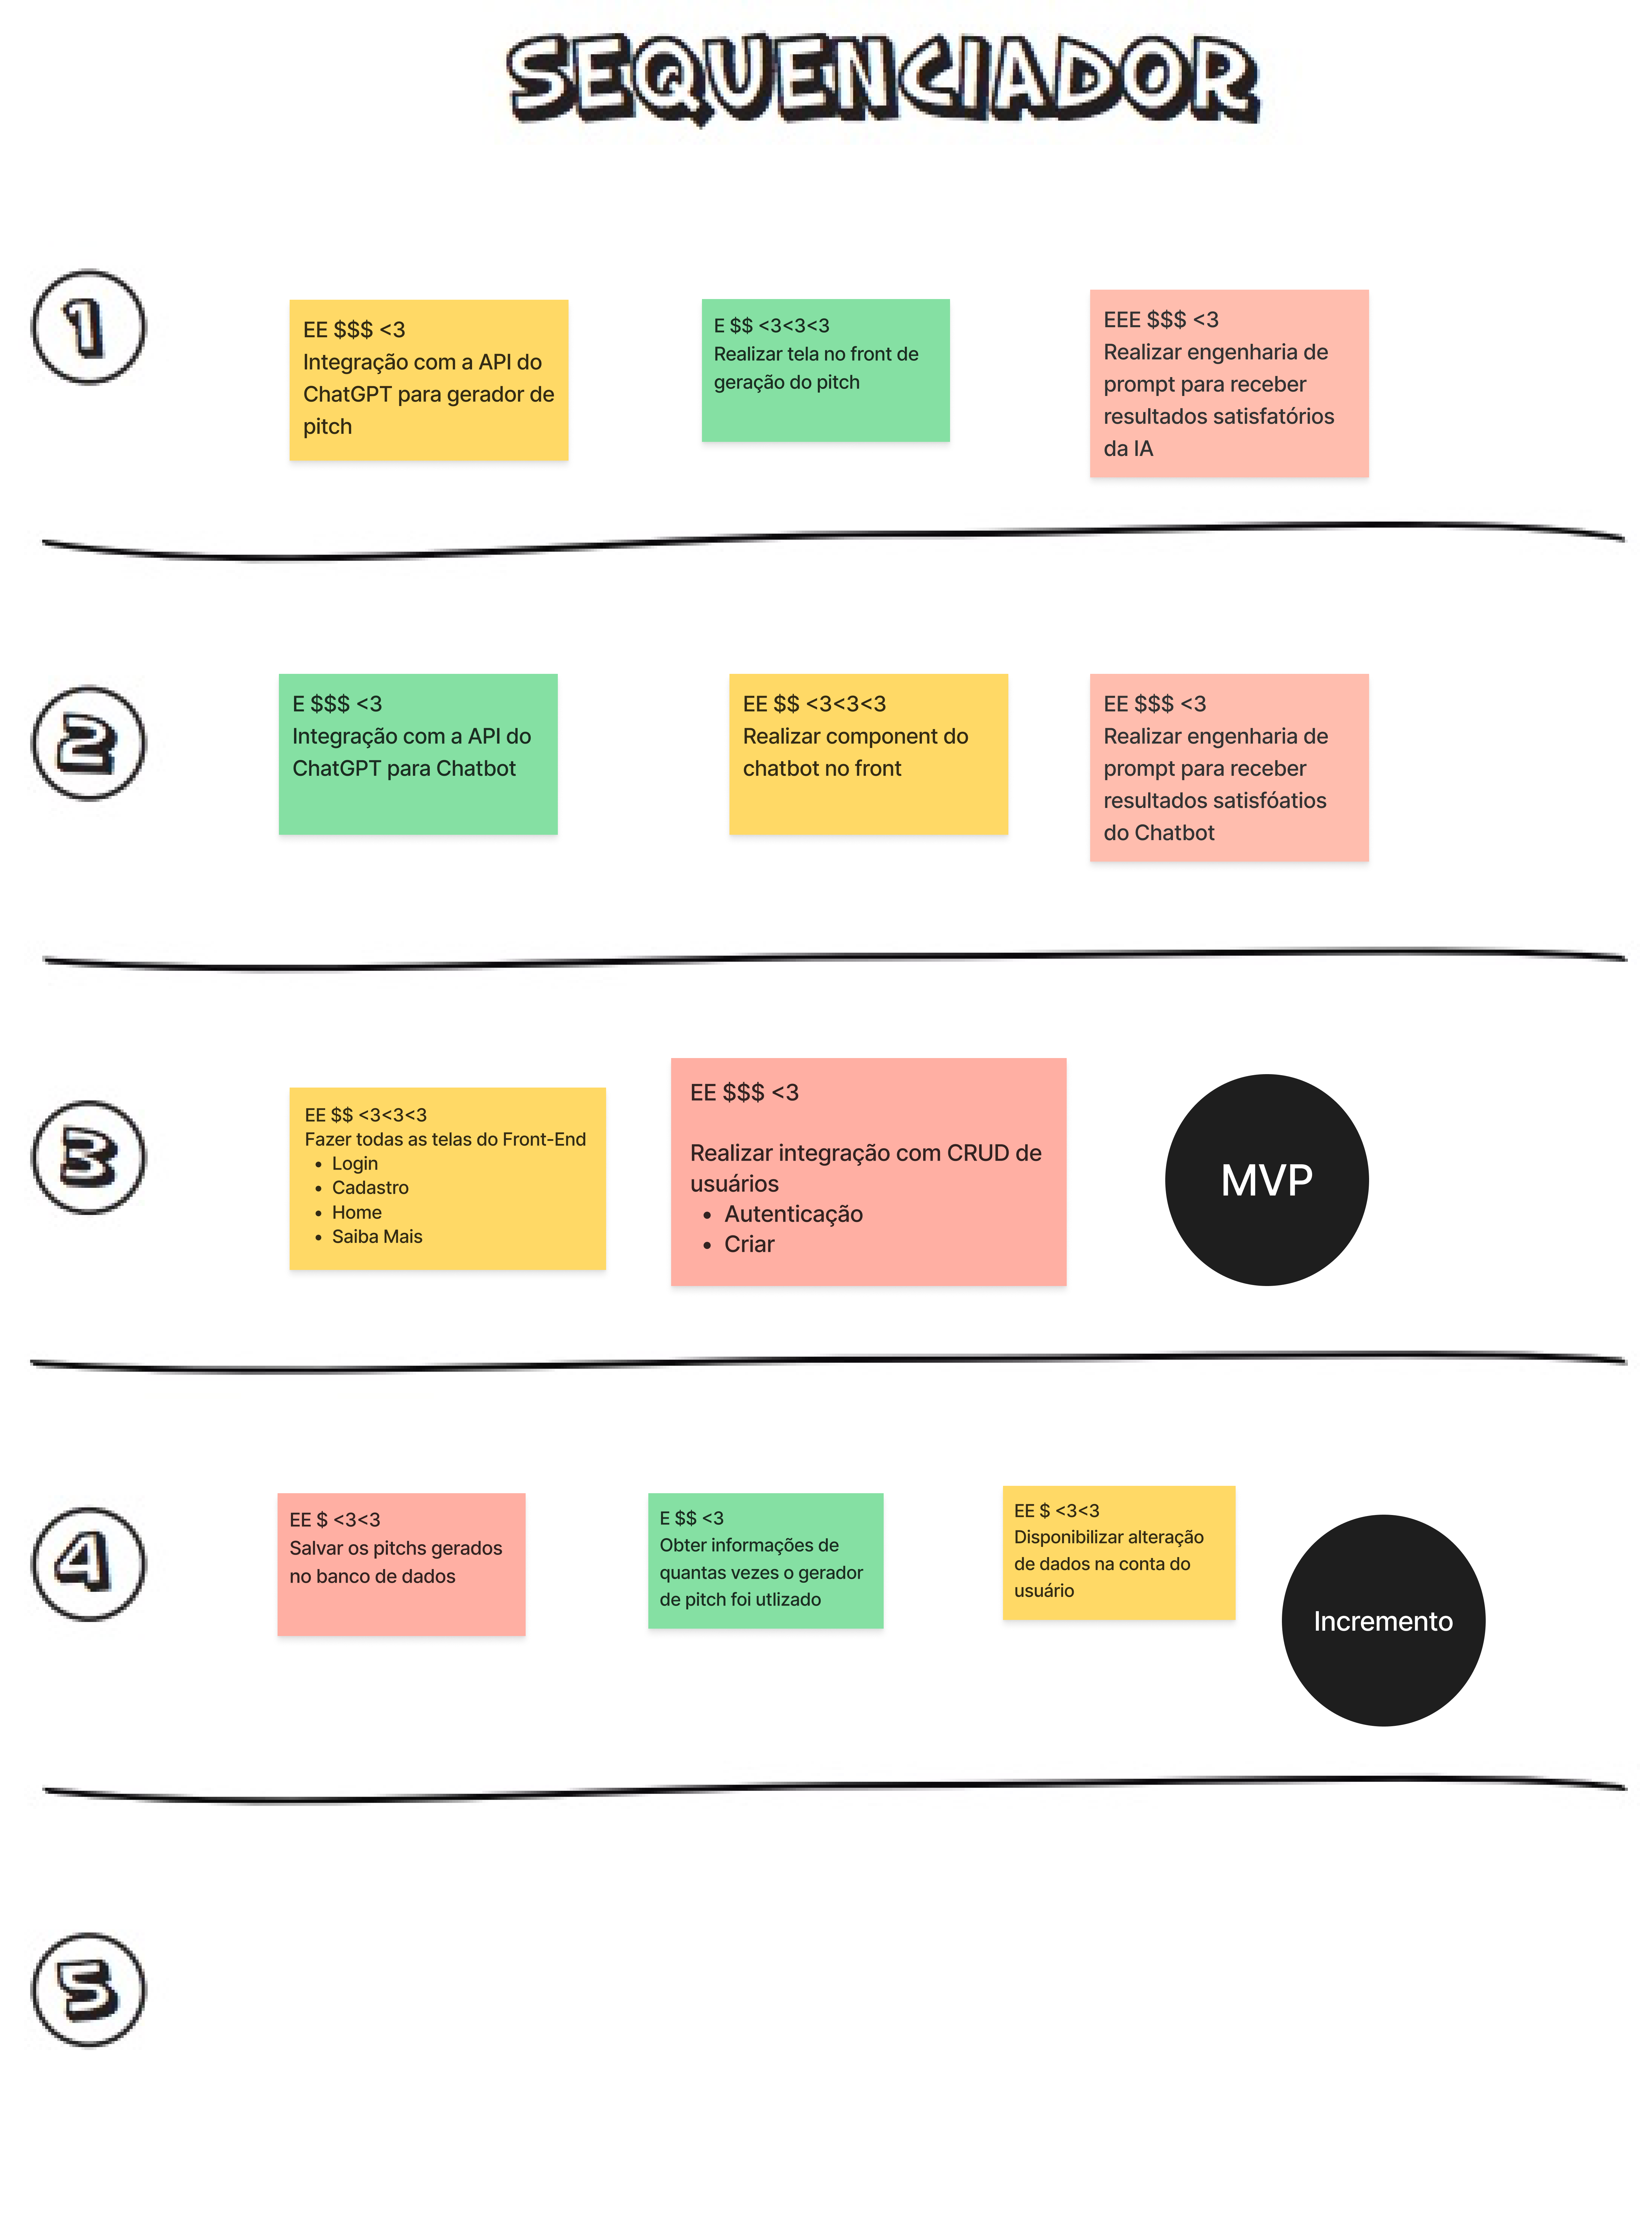 SEQUENCIADOR
1
EE $$$ <3
Integração com a API do
ChatGPT para gerador de
pitch
E $$ <3<3<3
Realizar tela no front de
geração do pitch
EEE $$$ <3
Realizar engenharia de
prompt para receber
resultados satisfatórios
da IA
2
E $$$ <3
Integração com a API do
ChatGPT para Chatbot
EE $$ <3<3<3
Realizar component do
chatbot no front
EE $$$ <3
Realizar engenharia de
prompt para receber
resultados satisfóatios
do Chatbot
3
EE $$ <3<3<3
Fazer todas as telas do Front-End
• Login
• Cadastro
• Home
• Saiba Mais
EE $$$ <3
Realizar integração com CRUD de
usuários
• Autenticação
• Criar
MVP
4
EE $ <3<3
Salvar os pitchs gerados
no banco de dados
E $$ <3
Obter informações de
quantas vezes o gerador
de pitch foi utlizado
EE $ <3<3
Disponibilizar alteração
de dados na conta do
usuário
Incremento
5